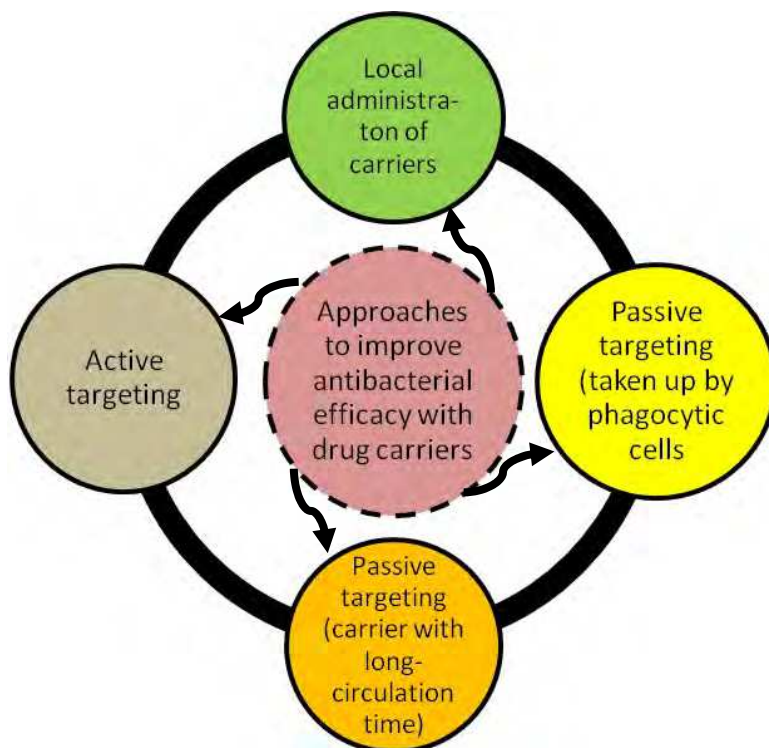 Local
administra-
ton of
carriers
Active
targeting
Approaches
to improve
antibacterial
efficacy with
drug carriers
Passive
targeting
(taken up by
phagocytic
cells
Passive
targeting
(carrier with
long-
circulation
time)